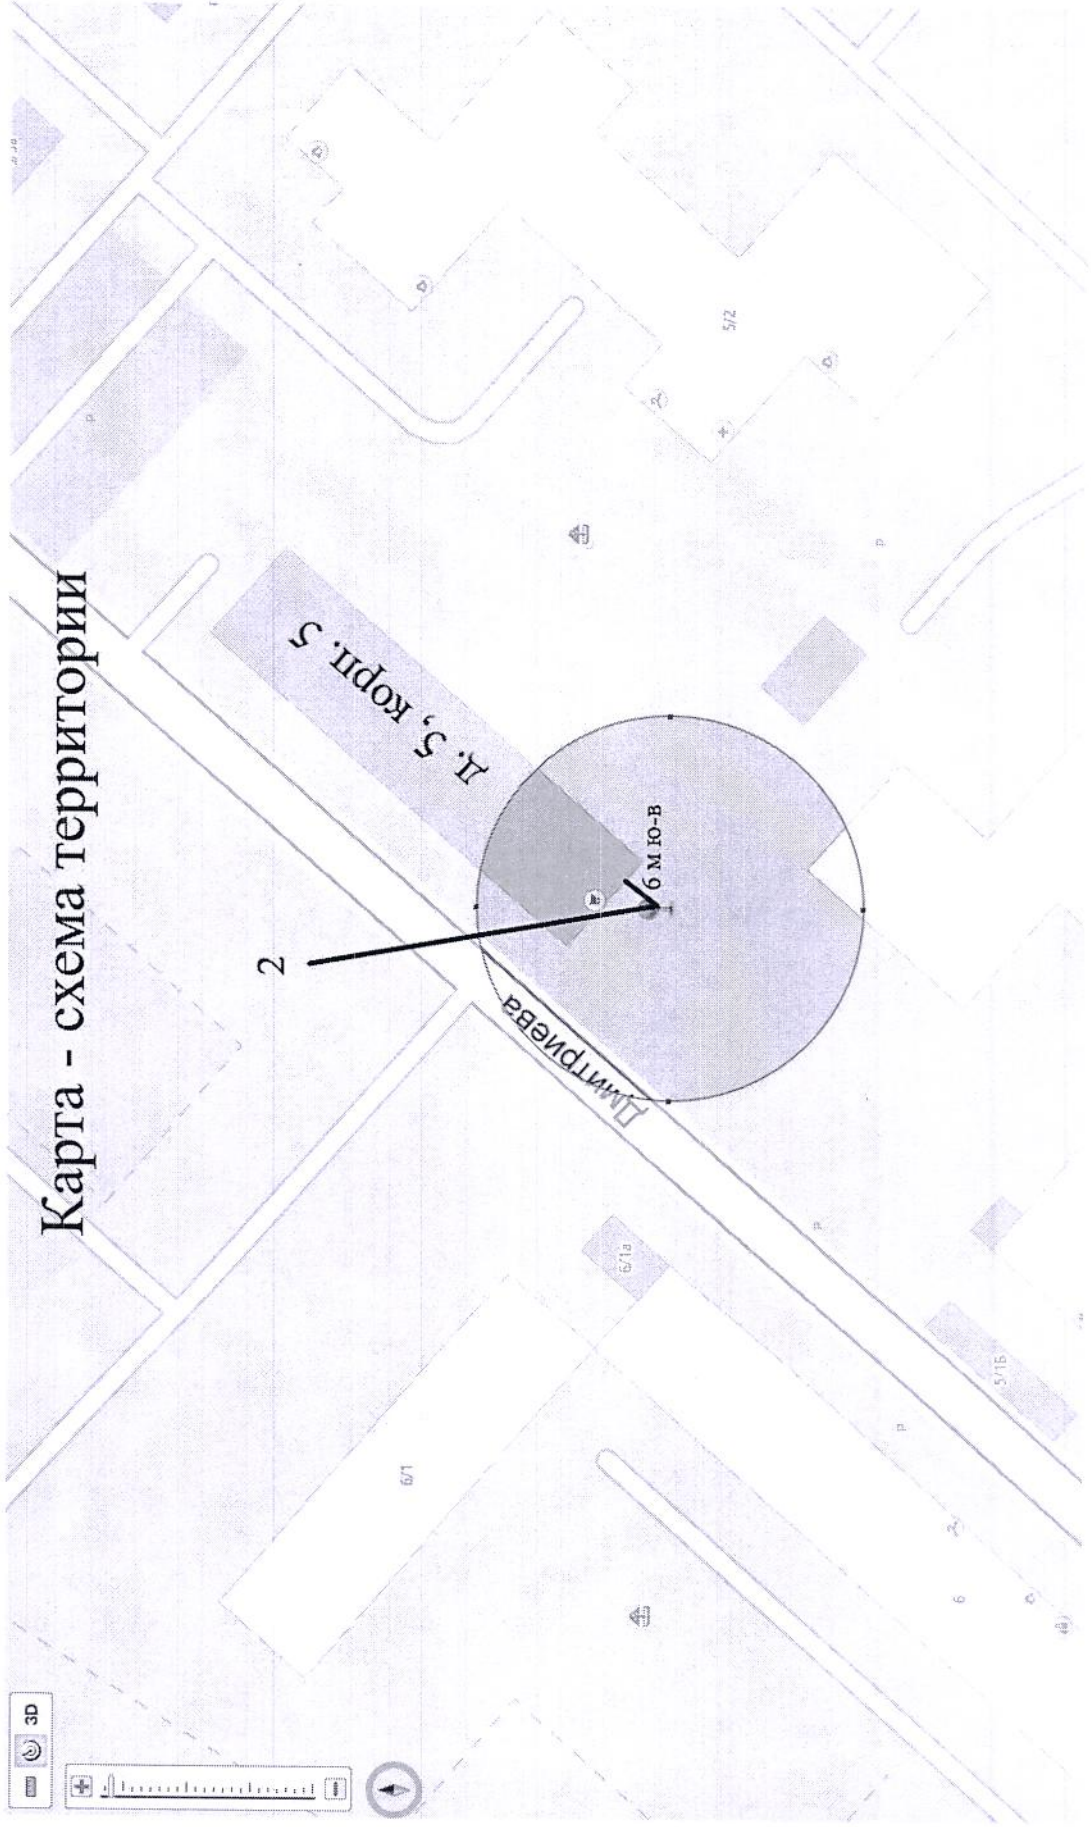 Карта - схема территории
3D
2
д. 5, корп. 5
6 м ю-в
Дмитриева
5/2
6/1
6/1а
5/1Б
6